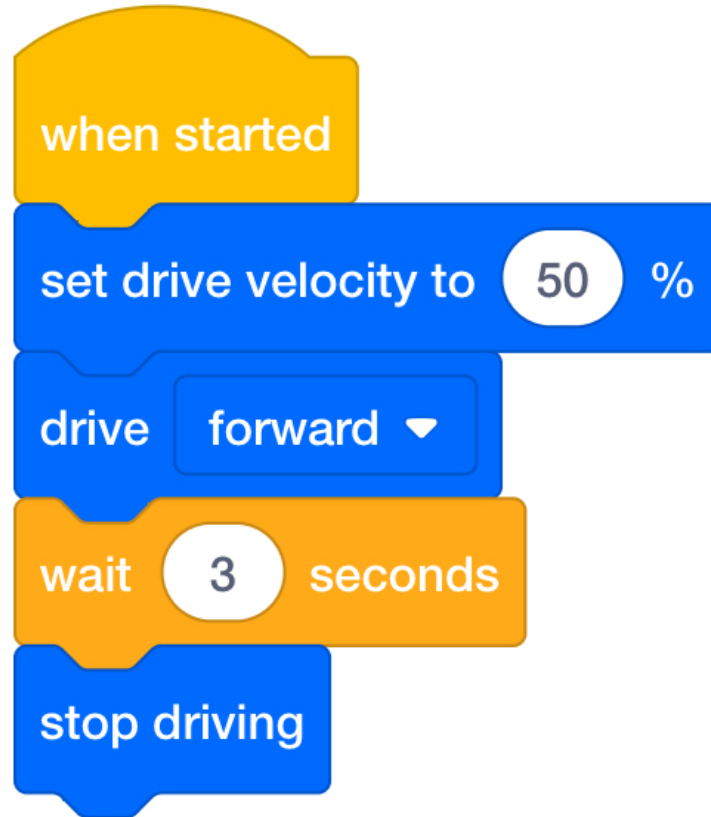 when started
set drive velocity to 50 %
drive forward
wait 3 seconds
stop driving